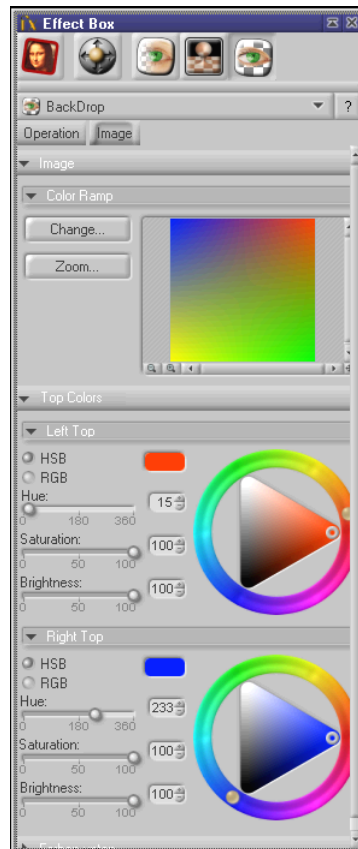 Effect Box
BackDrop ?
Operation Image
Image
Color Ramp
Change...
Zoom...
Top Colors
Left Top
HSB
RGB
Hue: 15
0 180 360
Saturation: 100
0 50 100
Brightness: 100
0 50 100
Right Top
HSB
RGB
Hue: 233
0 180 360
Saturation: 100
0 50 100
Brightness: 100
0 50 100